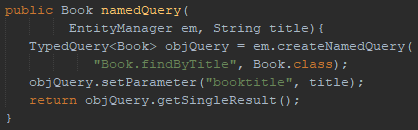 public Book namedQuery(
EntityManager em, String title){
TypedQuery<Book> objQuery = em.createNamedQuery(
"Book.findByTitle", Book.class);
objQuery.setParameter("booktitle", title);
return objQuery.getSingleResult();
}